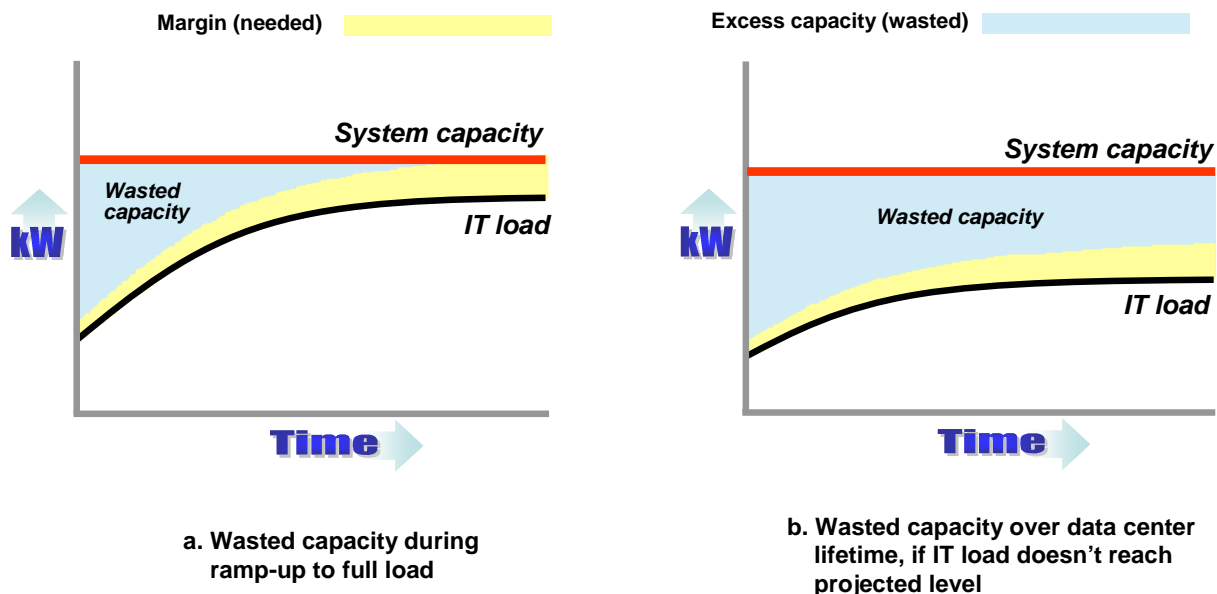 Margin (needed)
Excess capacity (wasted)
System capacity
Wasted
capacity
IT load
kW
Time
a. Wasted capacity during
ramp-up to full load
System capacity
Wasted capacity
IT load
kW
Time
b. Wasted capacity over data center
lifetime, if IT load doesn’t reach
projected level